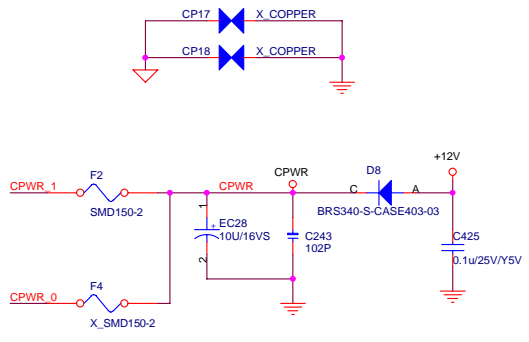 CP17 X_COPPER
CP18 X_COPPER
+12V
CPWR
D8
F2
CPWR_1
CPWR
C
A
SMD150-2
BRS340-S-CASE403-03
1
+
EC28
10U/16VS
2
C243
102P
C425
0.1u/25V/Y5V
F4
CPWR_0
X_SMD150-2